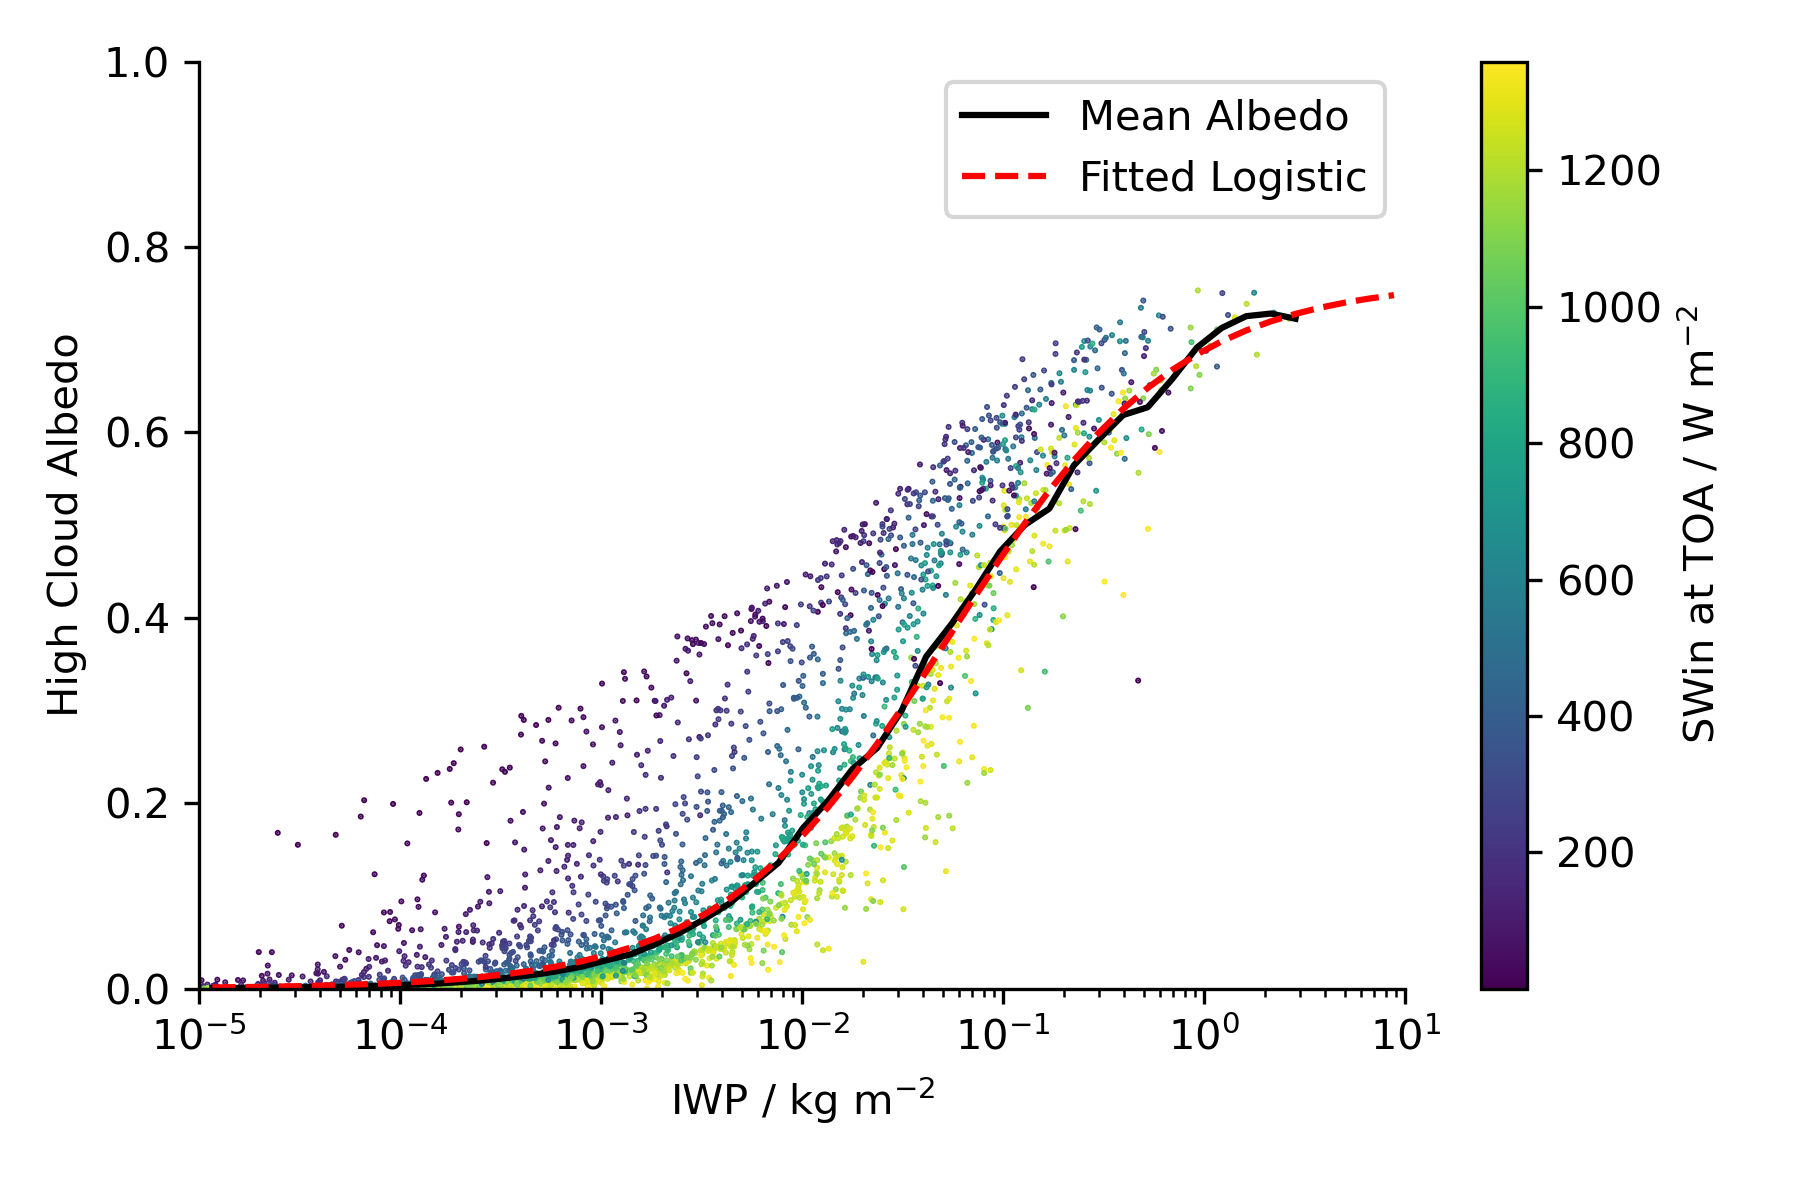 1.0
0.8
0.6
0.4
0.2
0.0
High Cloud Albedo
Mean Albedo
Fitted Logistic
10⁻⁵ 10⁻⁴ 10⁻³ 10⁻² 10⁻¹ 10⁰ 10¹
IWP / kg m⁻²
1200
1000
800
600
400
200
SWin at TOA / W m⁻²